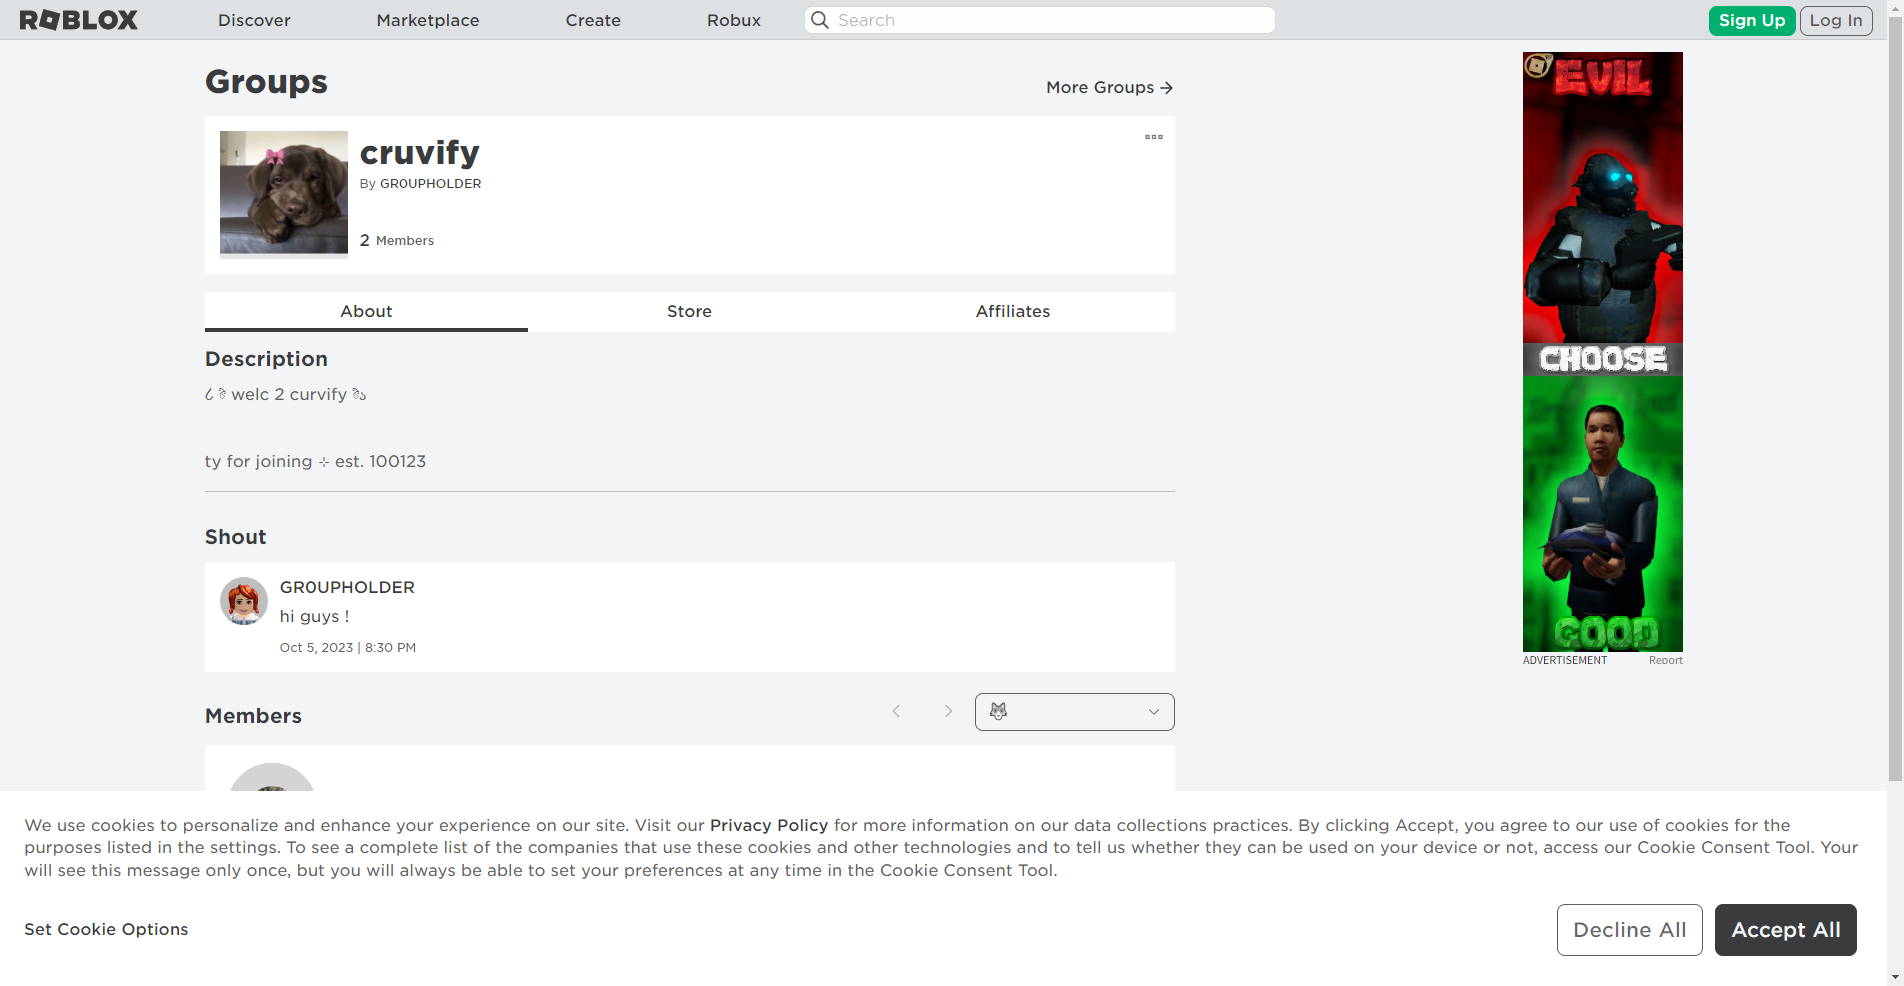 ROBLOX
Discover
Marketplace
Create
Robux
Search
Sign Up
Log In
Groups
More Groups →
cruvify
By GR0UPHOLDER
2 Members
About
Store
Affiliates
Description
welc 2 curvify
ty for joining ⊹ est. 100123
Shout
GR0UPHOLDER
hi guys !
Oct 5, 2023 | 8:30 PM
Members
EVIL
CHOOSE
GOOD
ADVERTISEMENT
Report
We use cookies to personalize and enhance your experience on our site. Visit our Privacy Policy for more information on our data collections practices. By clicking Accept, you agree to our use of cookies for the
purposes listed in the settings. To see a complete list of the companies that use these cookies and other technologies and to tell us whether they can be used on your device or not, access our Cookie Consent Tool. Your
will see this message only once, but you will always be able to set your preferences at any time in the Cookie Consent Tool.
Set Cookie Options
Decline All
Accept All